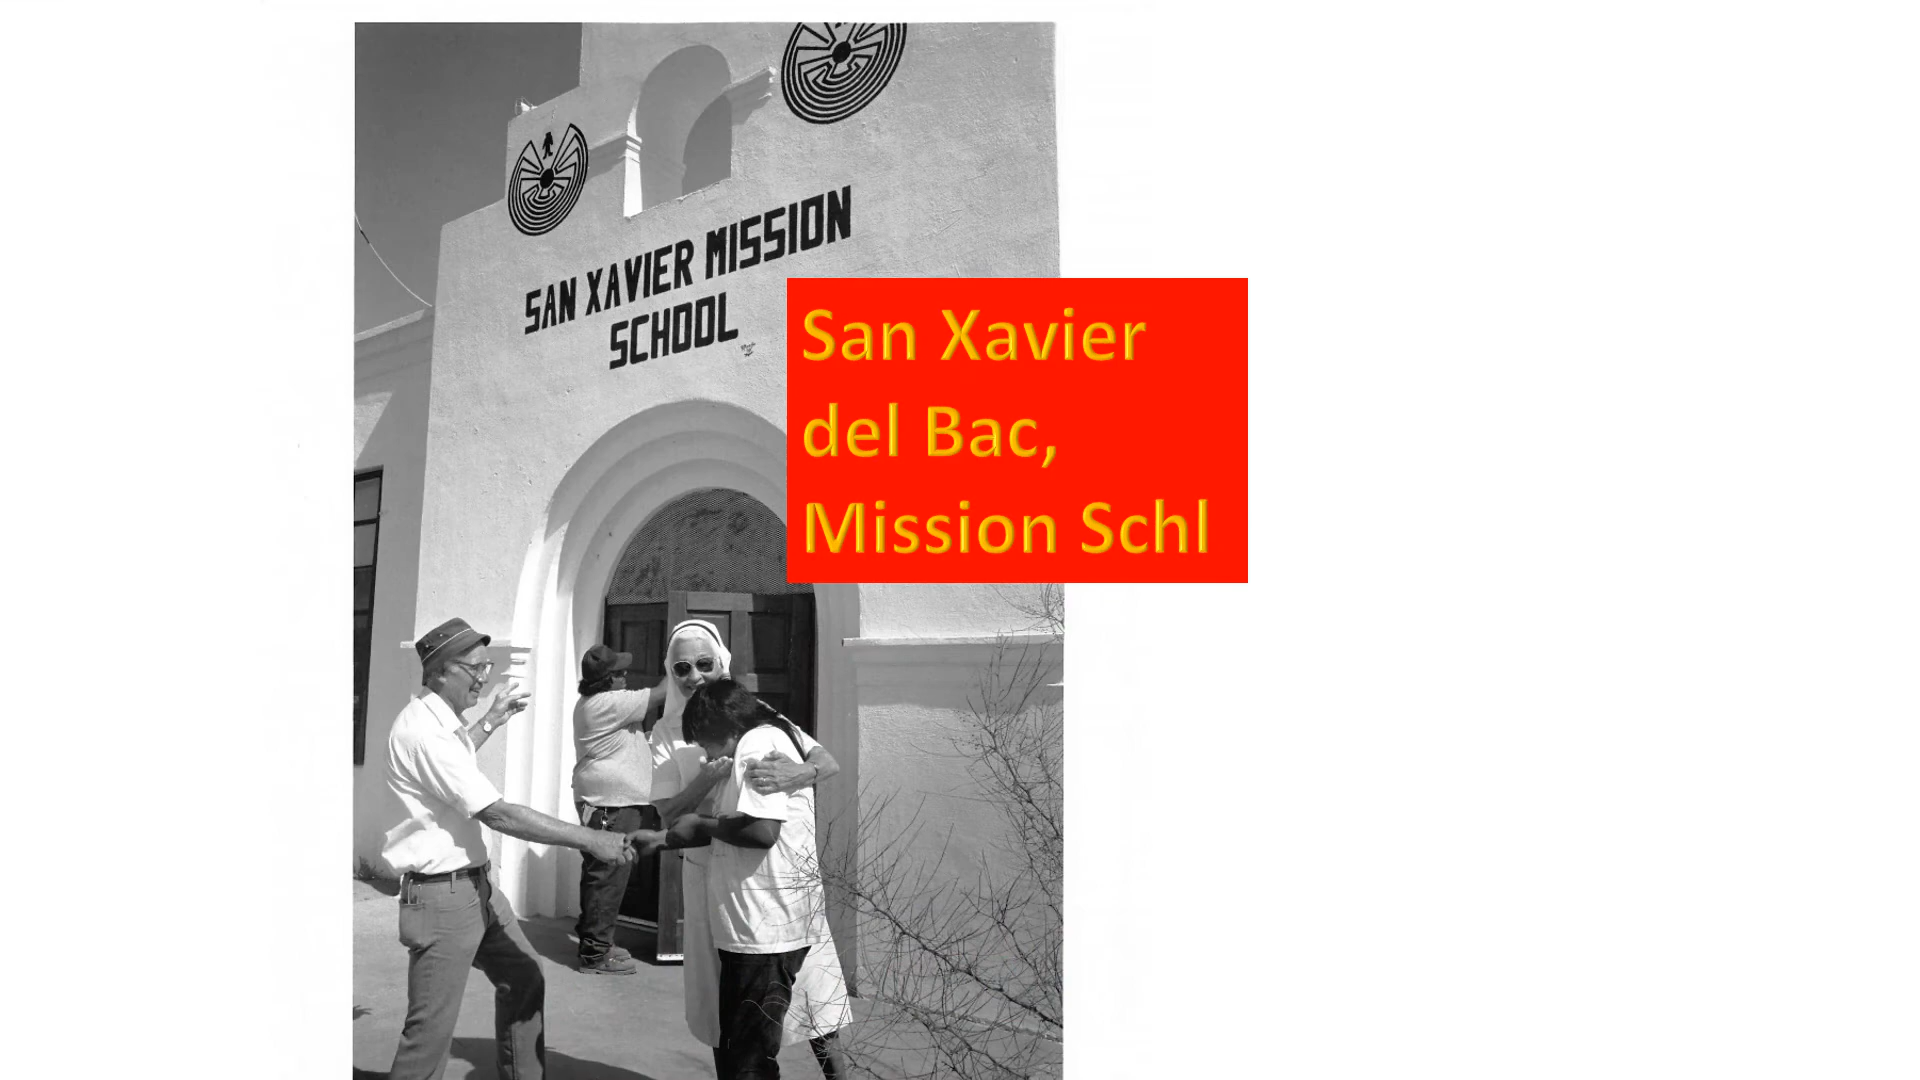 SAN XAVIER MISSION
SCHOOL
San Xavier
del Bac,
Mission Schl